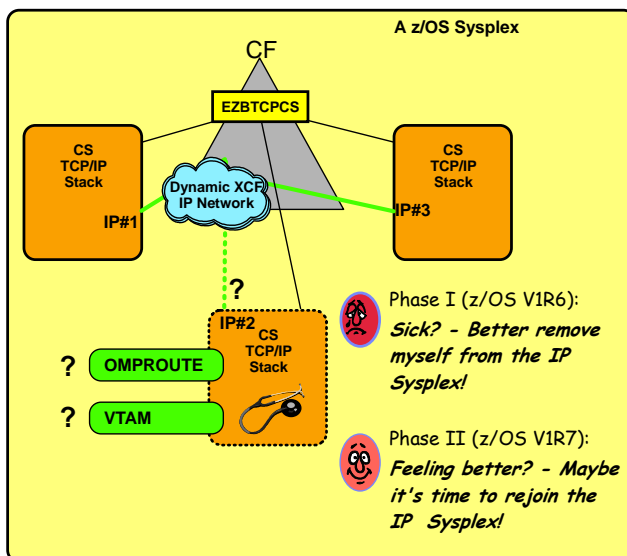 A z/OS Sysplex
CF
EZBTCPCS
CS
TCP/IP
Stack
IP#1
Dynamic XCF
IP Network
CS
TCP/IP
Stack
IP#3
?
IP#2
CS
TCP/IP
Stack
? OMPROUTE
? VTAM
Phase I (z/OS V1R6):
Sick? - Better remove
myself from the IP
Sysplex!
Phase II (z/OS V1R7):
Feeling better? - Maybe
it's time to rejoin the
IP Sysplex!